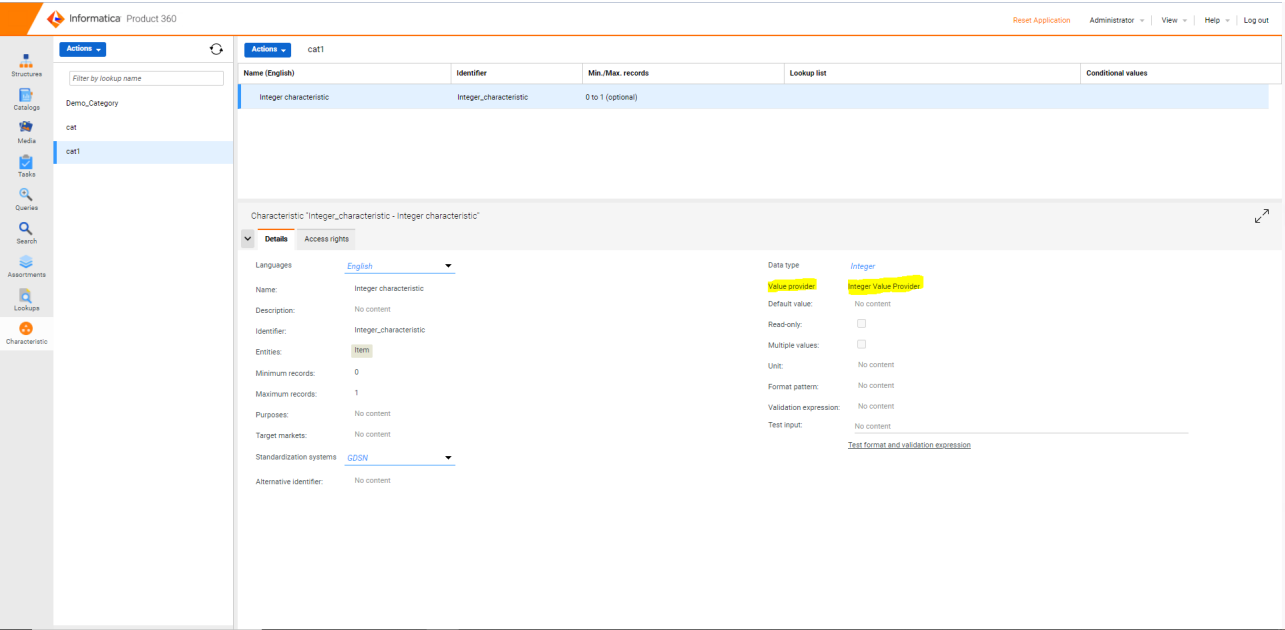 Informatica Product 360
Reset Application Administrator View Help Log out
Structures
Catalogs
Media
Tasks
Queries
Search
Assortments
Lookups
Characteristic
Actions
Filter by lookup name
Demo_Category
cat
cat1
Actions cat1
Name (English) Identifier Min./Max. records Lookup list Conditional values
Integer characteristic Integer_characteristic 0 to 1 (optional)
Characteristic "Integer_characteristic - Integer characteristic"
Details Access rights
Languages English
Name: Integer characteristic
Description: No content
Identifier: Integer_characteristic
Entities: Item
Minimum records: 0
Maximum records: 1
Purposes: No content
Target markets: No content
Standardization systems GDSN
Alternative identifier: No content
Data type Integer
Value provider Integer Value Provider
Default value: No content
Read-only:
Multiple values:
Unit: No content
Format pattern: No content
Validation expression: No content
Test input: No content
Test format and validation expression